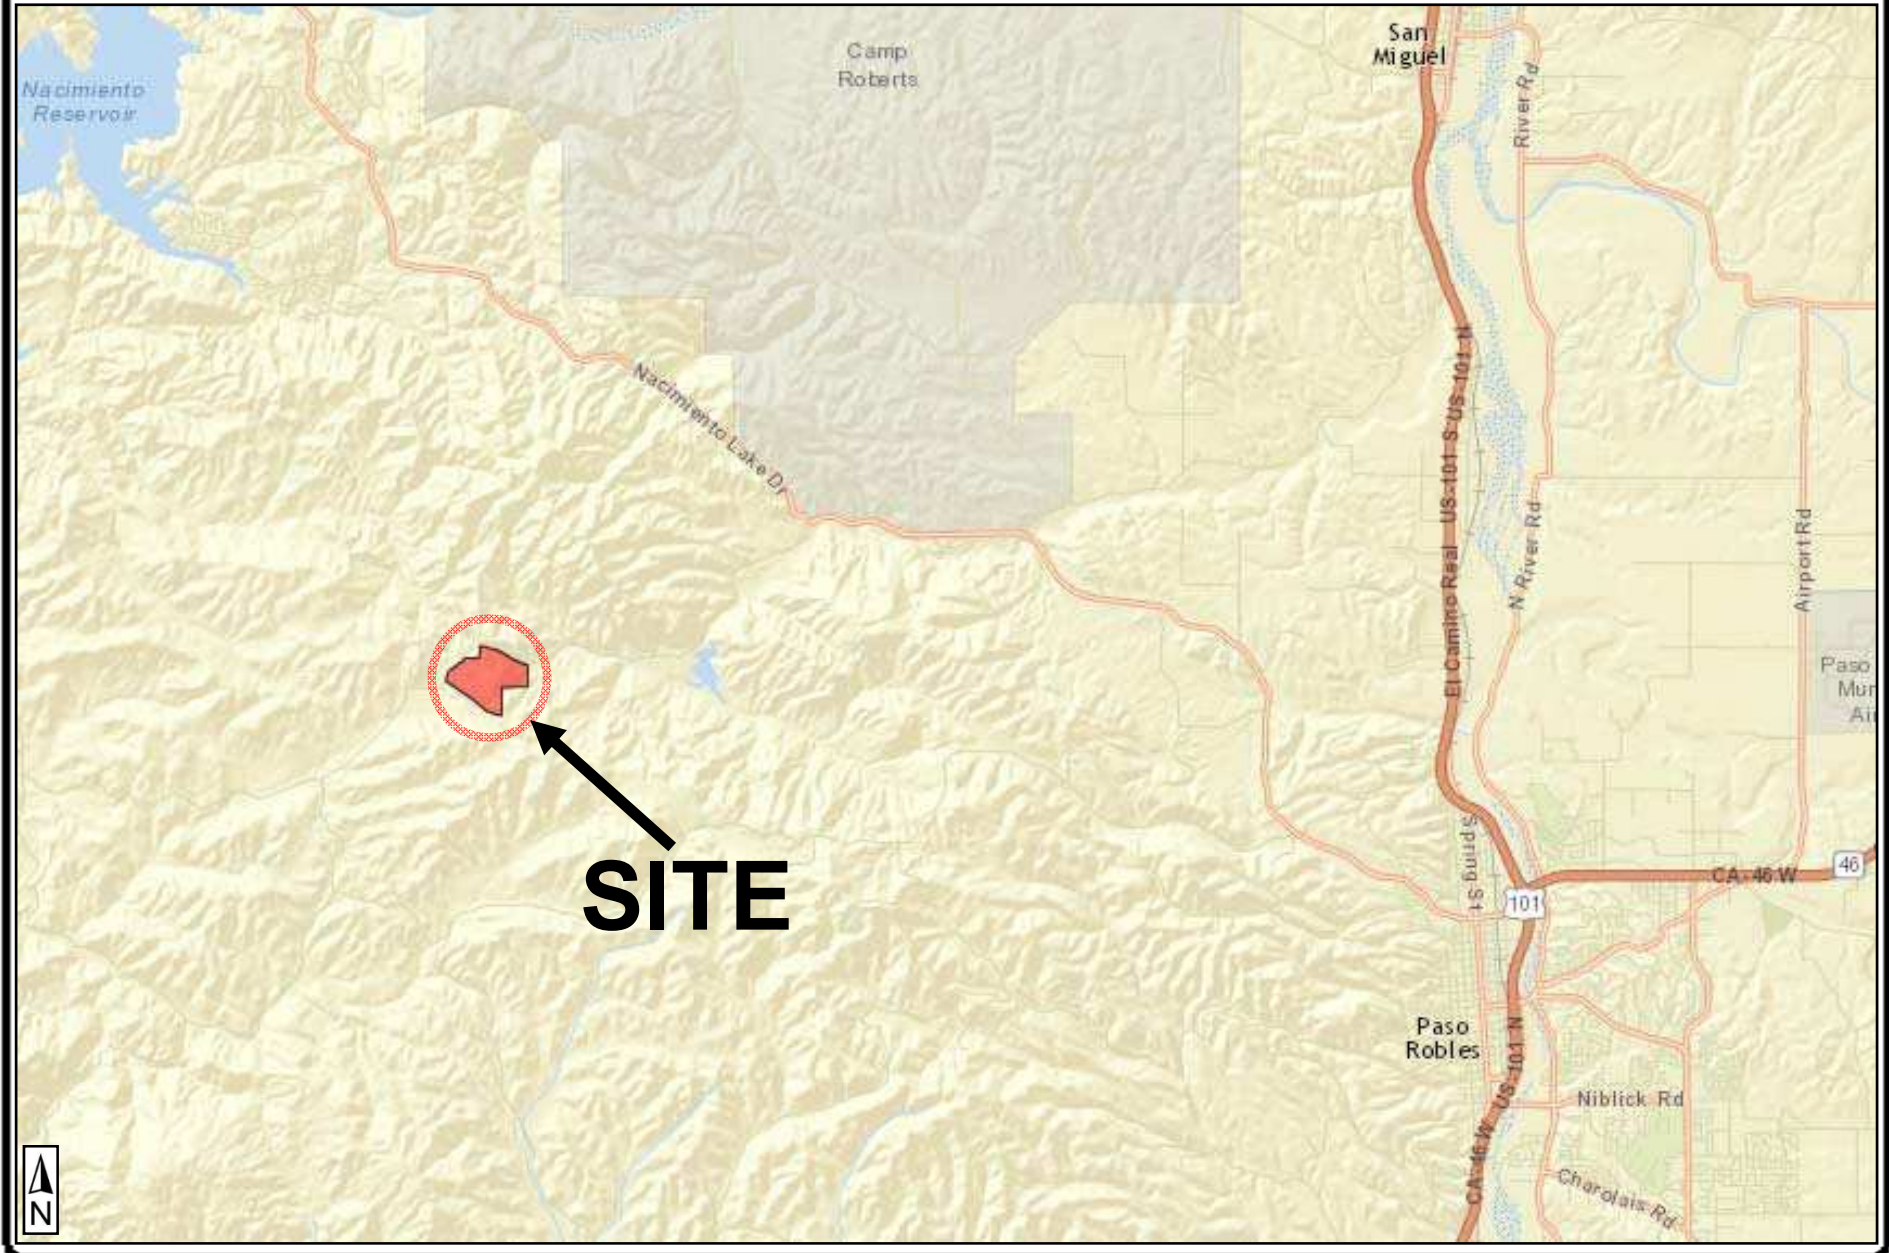 San
Miguel
Camp
Roberts
Nacimiento
Reservoir
River Rd
Nacimiento Lake Dr
US-101 N
US-101 S
El Camino Real
N River Rd
Airport Rd
Paso
Mun
Air
SITE
Spring St
CA-46 W
46
101
Paso
Robles
US-101 N
Niblick Rd
CA-46 W
Charolais Rd
N